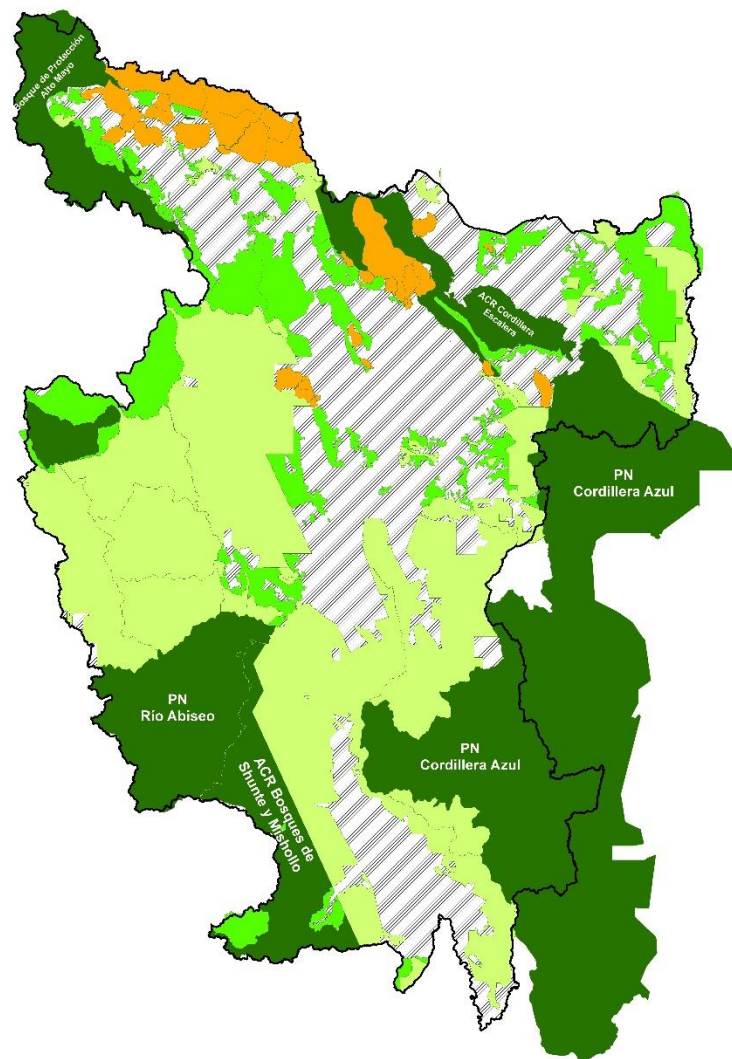 Bosque de Protección
Alto Mayo
ACR Cordillera
Escalera
PN
Cordillera Azul
PN
Río Abiseo
PN
Cordillera Azul
ACR Bosques de
Shunte y Mishollo